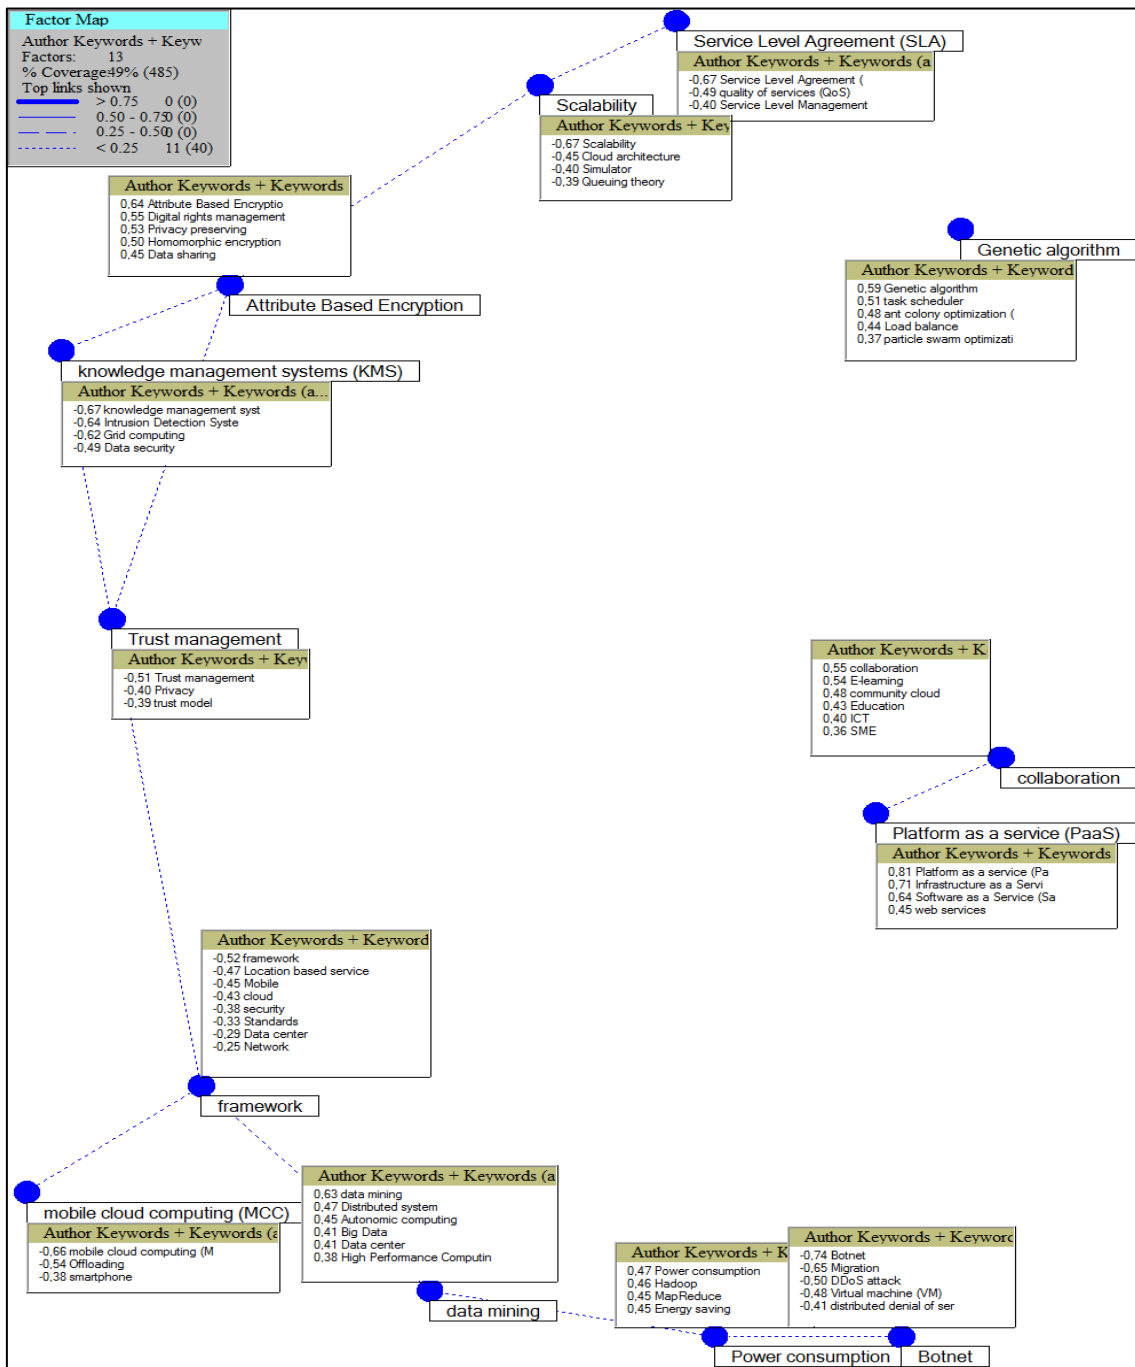 Factor Map
Author Keywords + Keyw
Factors: 13
% Coverage:49% (485)
Top links shown
> 0.75 0 (0)
0.50 - 0.75 0 (0)
0.25 - 0.50 0 (0)
< 0.25 11 (40)
Service Level Agreement (SLA)
Author Keywords + Keywords (a
-0,67 Service Level Agreement (
-0,49 quality of services (QoS)
-0,40 Service Level Management
Scalability
Author Keywords + Key
-0,67 Scalability
-0,45 Cloud architecture
-0,40 Simulator
-0,39 Queuing theory
Author Keywords + Keywords
0,64 Attribute Based Encryptio
0,55 Digital rights management
0,53 Privacy preserving
0,50 Homomorphic encryption
0,45 Data sharing
Attribute Based Encryption
Genetic algorithm
Author Keywords + Keyword
0,59 Genetic algorithm
0,51 task scheduler
0,48 ant colony optimization (
0,44 Load balance
0,37 particle swarm optimizati
knowledge management systems (KMS)
Author Keywords + Keywords (a...
-0,67 knowledge management syst
-0,64 Intrusion Detection Syste
-0,62 Grid computing
-0,49 Data security
Trust management
Author Keywords + Keyw
-0,51 Trust management
-0,40 Privacy
-0,39 trust model
Author Keywords + K
0,55 collaboration
0,54 E-learning
0,48 community cloud
0,43 Education
0,40 ICT
0,36 SME
collaboration
Platform as a service (PaaS)
Author Keywords + Keywords
0,81 Platform as a service (Pa
0,71 Infrastructure as a Servi
0,64 Software as a Service (Sa
0,45 web services
Author Keywords + Keyword
-0,52 framework
-0,47 Location based service
-0,45 Mobile
-0,43 cloud
-0,38 security
-0,33 Standards
-0,29 Data center
-0,25 Network
framework
mobile cloud computing (MCC)
Author Keywords + Keywords (a
-0,66 mobile cloud computing (M
-0,54 Offloading
-0,38 smartphone
Author Keywords + Keywords (a
0,63 data mining
0,47 Distributed system
0,45 Autonomic computing
0,41 Big Data
0,41 Data center
0,38 High Performance Computin
data mining
Author Keywords + K
0,47 Power consumption
0,46 Hadoop
0,45 MapReduce
0,45 Energy saving
Power consumption
Author Keywords + Keyword
-0,74 Botnet
-0,65 Migration
-0,50 DDoS attack
-0,48 Virtual machine (VM)
-0,41 distributed denial of ser
Botnet